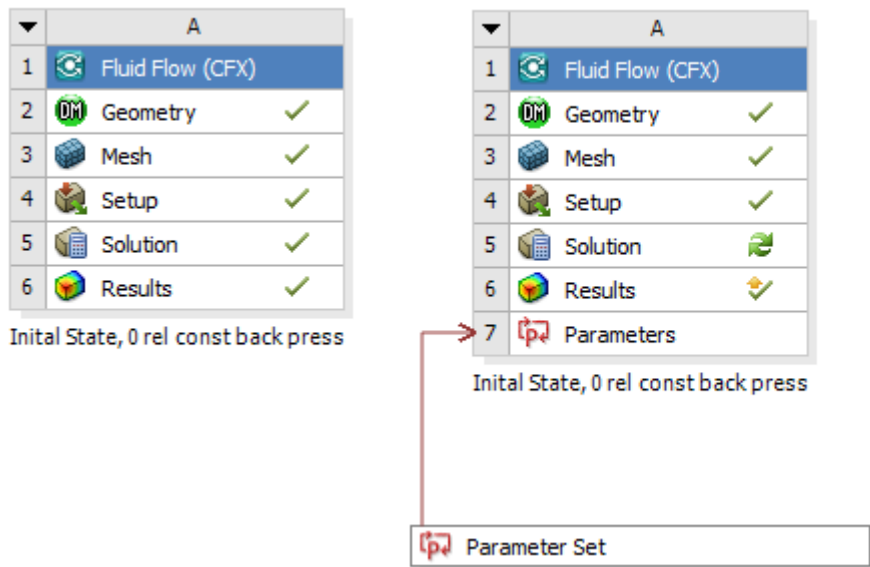 A
1 Fluid Flow (CFX)
2 DM Geometry
3 Mesh
4 Setup
5 Solution
6 Results
Inital State, 0 rel const back press
A
1 Fluid Flow (CFX)
2 DM Geometry
3 Mesh
4 Setup
5 Solution
6 Results
7 p Parameters
Inital State, 0 rel const back press
p Parameter Set